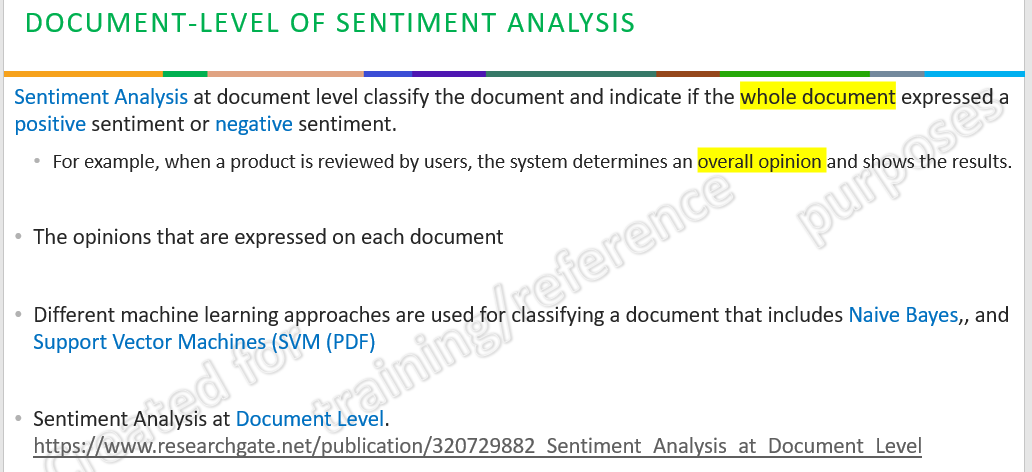 DOCUMENT-LEVEL OF SENTIMENT ANALYSIS
Sentiment Analysis at document level classify the document and indicate if the whole document expressed a
positive sentiment or negative sentiment.
• For example, when a product is reviewed by users, the system determines an overall opinion and shows the results.
• The opinions that are expressed on each document
• Different machine learning approaches are used for classifying a document that includes Naive Bayes,, and
Support Vector Machines (SVM (PDF)
• Sentiment Analysis at Document Level.
https://www.researchgate.net/publication/320729882_Sentiment_Analysis_at_Document_Level
Created for
training/reference
purposes